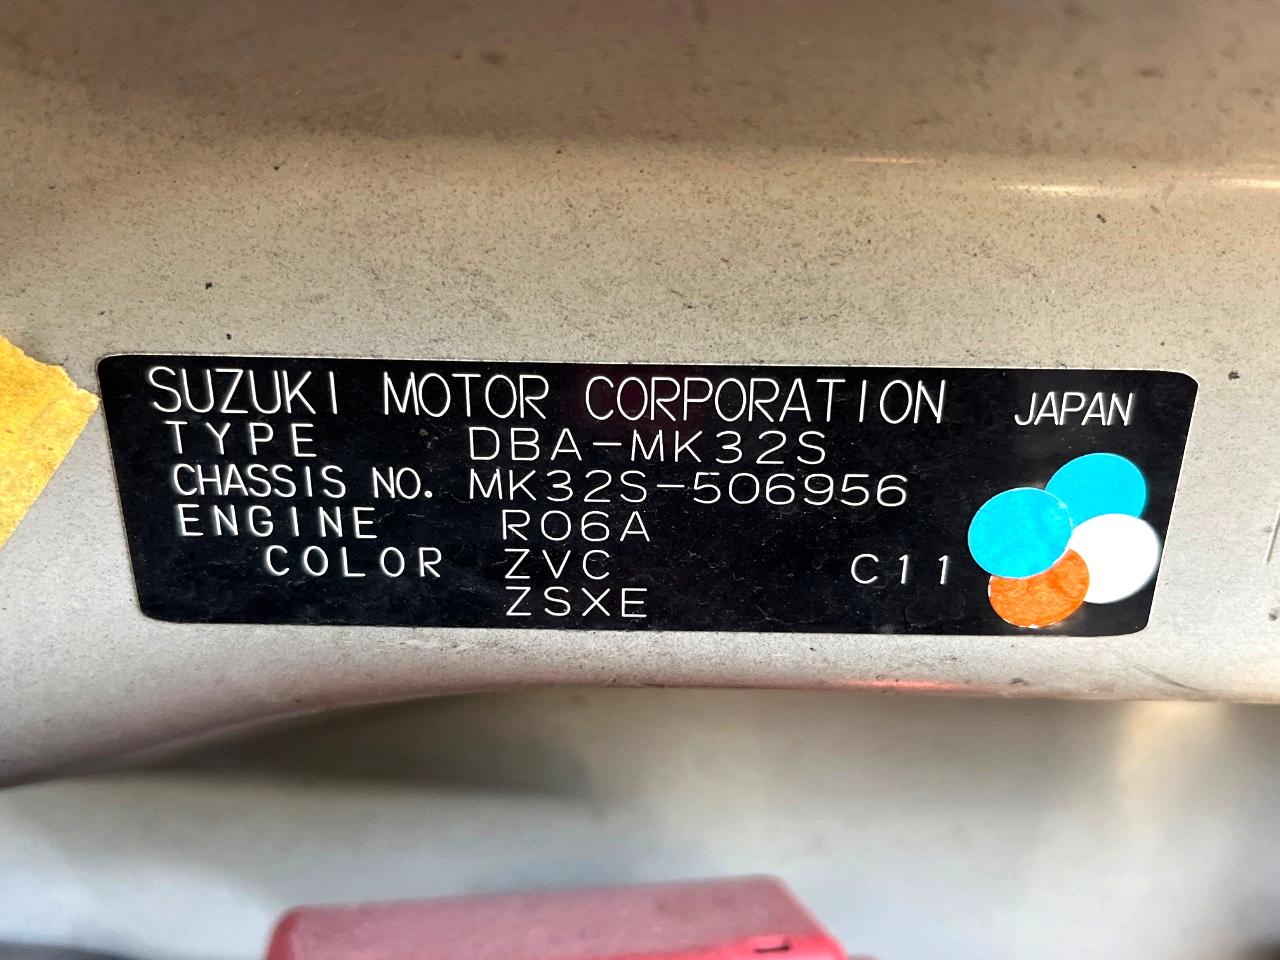 SUZUKI MOTOR CORPORATION JAPAN
TYPE DBA-MK32S
CHASSIS NO. MK32S-506956
ENGINE R06A
COLOR ZVC C11
ZSXE